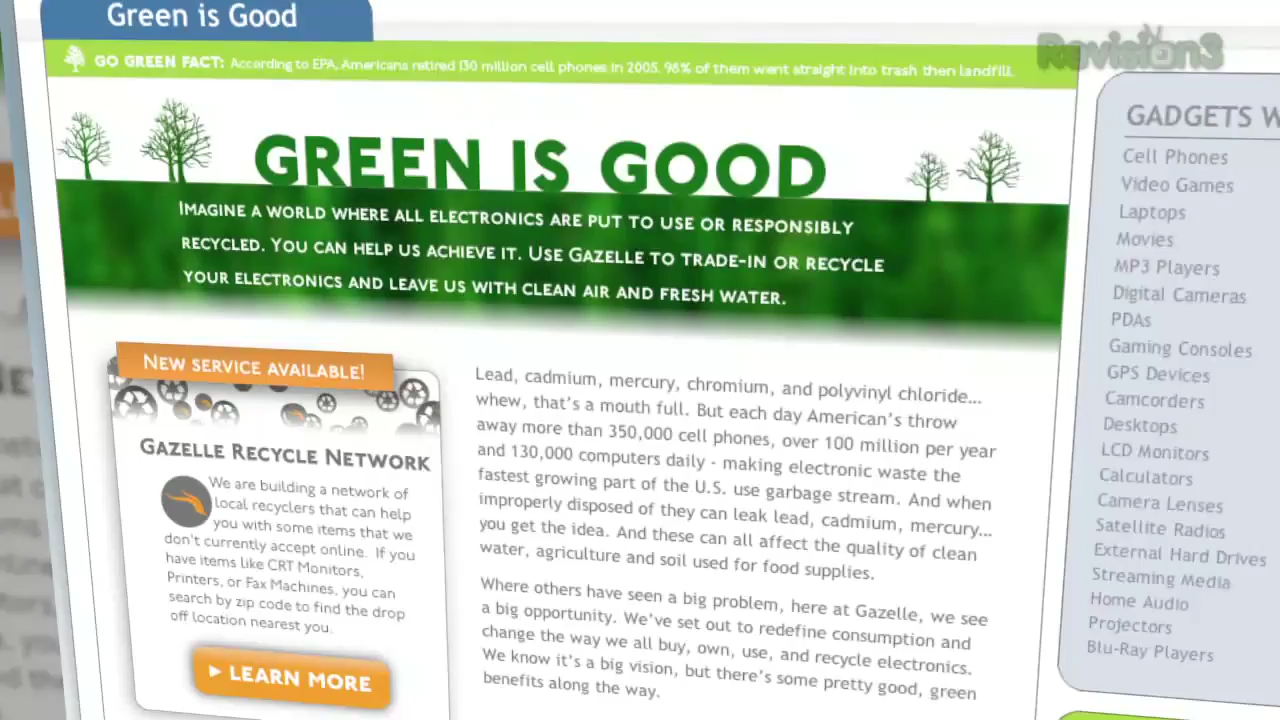 Green is Good
Revision3
GO GREEN FACT: According to EPA, Americans retired 130 million cell phones in 2005. 98% of them went straight into trash then landfill.
GREEN IS GOOD
IMAGINE A WORLD WHERE ALL ELECTRONICS ARE PUT TO USE OR RESPONSIBLY
RECYCLED. YOU CAN HELP US ACHIEVE IT. USE GAZELLE TO TRADE-IN OR RECYCLE
YOUR ELECTRONICS AND LEAVE US WITH CLEAN AIR AND FRESH WATER.
NEW SERVICE AVAILABLE!
GAZELLE RECYCLE NETWORK
We are building a network of
local recyclers that can help
you with some items that we
don't currently accept online. If you
have items like CRT Monitors,
Printers, or Fax Machines, you can
search by zip code to find the drop
off location nearest you.
LEARN MORE
Lead, cadmium, mercury, chromium, and polyvinyl chloride...
whew, that's a mouth full. But each day American's throw
away more than 350,000 cell phones, over 100 million per year
and 130,000 computers daily - making electronic waste the
fastest growing part of the U.S. use garbage stream. And when
improperly disposed of they can leak lead, cadmium, mercury...
you get the idea. And these can all affect the quality of clean
water, agriculture and soil used for food supplies.
Where others have seen a big problem, here at Gazelle, we see
a big opportunity. We've set out to redefine consumption and
change the way we all buy, own, use, and recycle electronics.
We know it's a big vision, but there's some pretty good, green
benefits along the way.
GADGETS W
Cell Phones
Video Games
Laptops
Movies
MP3 Players
Digital Cameras
PDAs
Gaming Consoles
GPS Devices
Camcorders
Desktops
LCD Monitors
Calculators
Camera Lenses
Satellite Radios
External Hard Drives
Streaming Media
Home Audio
Projectors
Blu-Ray Players